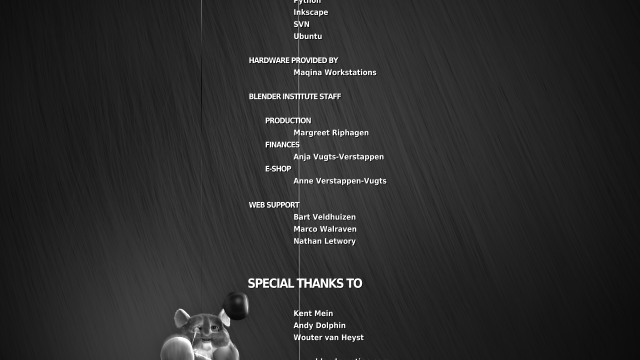 Python
Inkscape
SVN
Ubuntu
HARDWARE PROVIDED BY
Maqina Workstations
BLENDER INSTITUTE STAFF
PRODUCTION
Margreet Riphagen
FINANCES
Anja Vugts-Verstappen
E-SHOP
Anne Verstappen-Vugts
WEB SUPPORT
Bart Veldhuizen
Marco Walraven
Nathan Letwory
SPECIAL THANKS TO
Kent Mein
Andy Dolphin
Wouter van Heyst